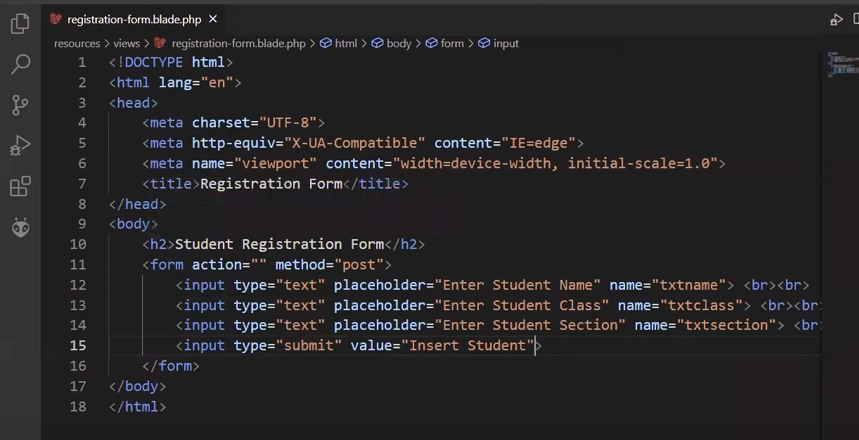 registration-form.blade.php ×
resources > views > registration-form.blade.php > html > body > form > input
1 <!DOCTYPE html>
2 <html lang="en">
3 <head>
4 <meta charset="UTF-8">
5 <meta http-equiv="X-UA-Compatible" content="IE=edge">
6 <meta name="viewport" content="width=device-width, initial-scale=1.0">
7 <title>Registration Form</title>
8 </head>
9 <body>
10 <h2>Student Registration Form</h2>
11 <form action="" method="post">
12 <input type="text" placeholder="Enter Student Name" name="txtname"> <br><br>
13 <input type="text" placeholder="Enter Student Class" name="txtclass"> <br><br
14 <input type="text" placeholder="Enter Student Section" name="txtsection"> <br
15 <input type="submit" value="Insert Student">
16 </form>
17 </body>
18 </html>